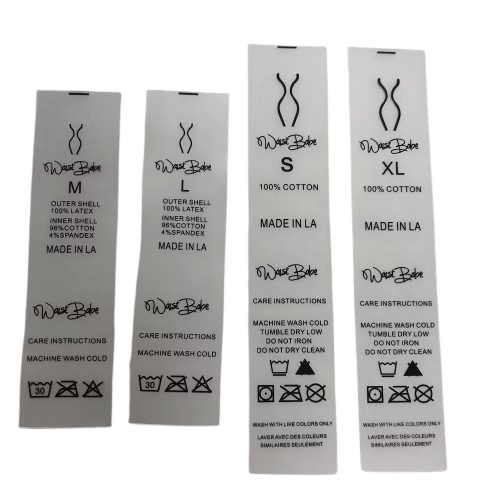 Waist Babe
M
OUTER SHELL
100% LATEX
INNER SHELL
96%COTTON
4%SPANDEX
MADE IN LA
Waist Babe
CARE INSTRUCTIONS
MACHINE WASH COLD
30
Waist Babe
L
OUTER SHELL
100% LATEX
INNER SHELL
96%COTTON
4%SPANDEX
MADE IN LA
Waist Babe
CARE INSTRUCTIONS
MACHINE WASH COLD
30
Waist Babe
S
100% COTTON
MADE IN LA
Waist Babe
CARE INSTRUCTIONS
MACHINE WASH COLD
TUMBLE DRY LOW
DO NOT IRON
DO NOT DRY CLEAN
WASH WITH LIKE COLORS ONLY
LAVER AVEC DES COULEURS
SIMILAIRES SEULEMENT
Waist Babe
XL
100% COTTON
MADE IN LA
Waist Babe
CARE INSTRUCTIONS
MACHINE WASH COLD
TUMBLE DRY LOW
DO NOT IRON
DO NOT DRY CLEAN
WASH WITH LIKE COLORS ONLY
LAVER AVEC DES COULEURS
SIMILAIRES SEULEMENT